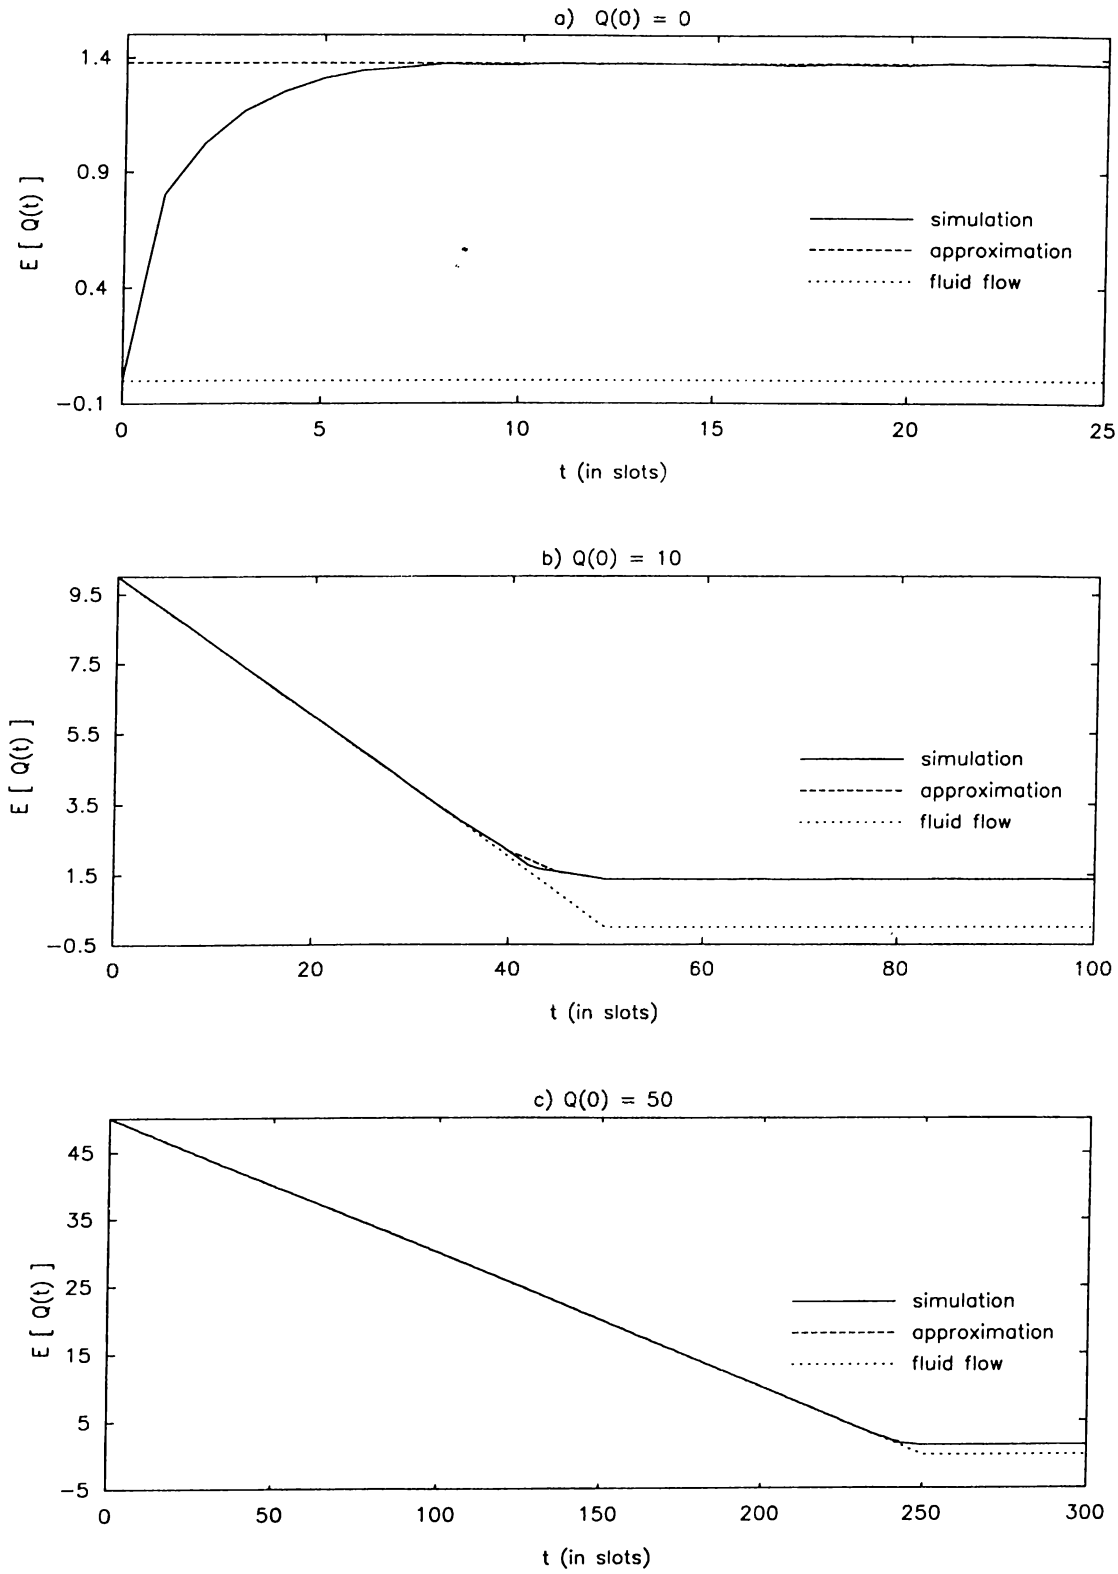 a) Q(0) = 0
1.4
0.9
0.4
−0.1
E [ Q(t) ]
simulation
approximation
fluid flow
0 5 10 15 20 25
t (in slots)
b) Q(0) = 10
9.5
7.5
5.5
3.5
1.5
−0.5
E [ Q(t) ]
simulation
approximation
fluid flow
0 20 40 60 80 100
t (in slots)
c) Q(0) = 50
45
35
25
15
5
−5
E [ Q(t) ]
simulation
approximation
fluid flow
0 50 100 150 200 250 300
t (in slots)